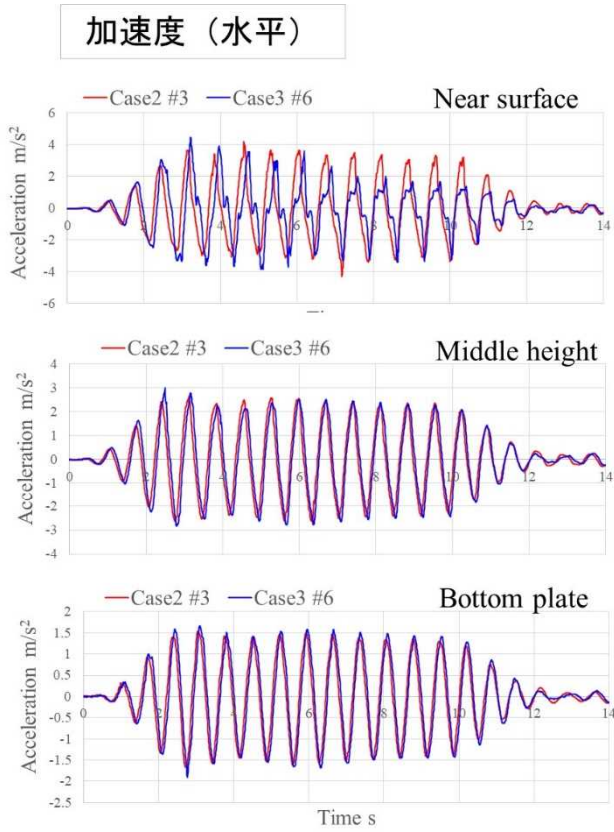 加速度（水平）
Case2 #3 Case3 #6 Near surface
Acceleration m/s²
6
4
2
0
-2
-4
-6
0 2 4 6 8 10 12 14
Case2 #3 Case3 #6 Middle height
Acceleration m/s²
4
3
2
1
0
-1
-2
-3
-4
0 2 4 6 8 10 12 14
Case2 #3 Case3 #6 Bottom plate
Acceleration m/s²
2
1.5
1
0.5
0
-0.5
-1
-1.5
-2
-2.5
0 2 4 6 8 10 12 14
Time s